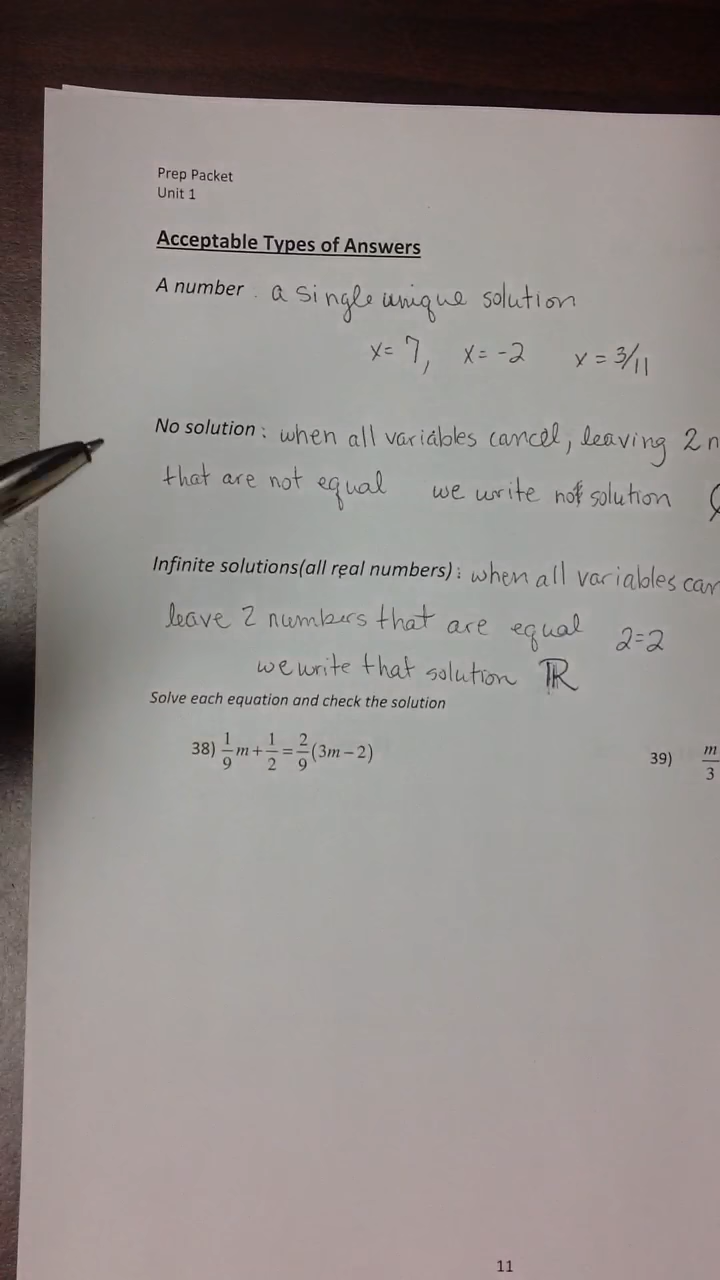 Prep Packet
Unit 1
Acceptable Types of Answers
A number . a single unique solution
x = 7, x = -2 x = 3/11
No solution : when all variables cancel, leaving 2
that are not equal we write no solution
Infinite solutions(all real numbers) : when all variables
leave 2 numbers that are equal 2=2
we write that solution ℝ
Solve each equation and check the solution
38) 1/9 m + 1/2 = 2/9 (3m − 2) 39) m/3
11